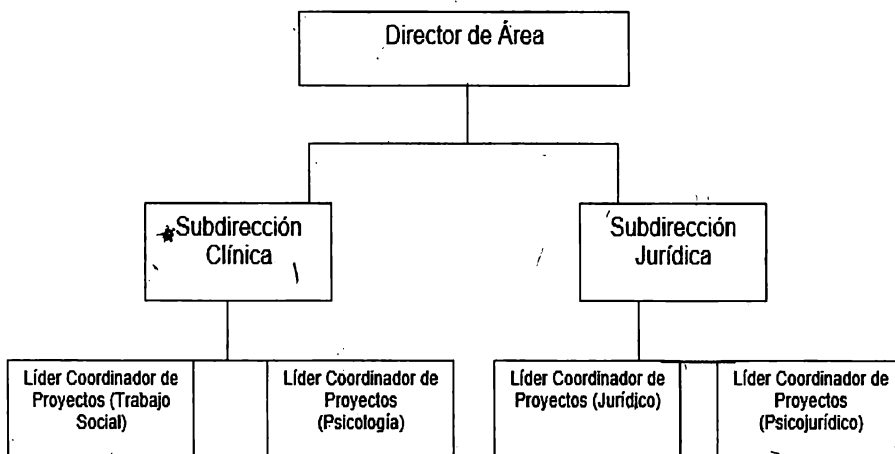 Director de Área
Subdirección
Clínica
Subdirección
Jurídica
Líder Coordinador de
Proyectos (Trabajo
Social)
Líder Coordinador de
Proyectos
(Psicología)
Líder Coordinador de
Proyectos (Jurídico)
Líder Coordinador de
Proyectos
(Psicojurídico)